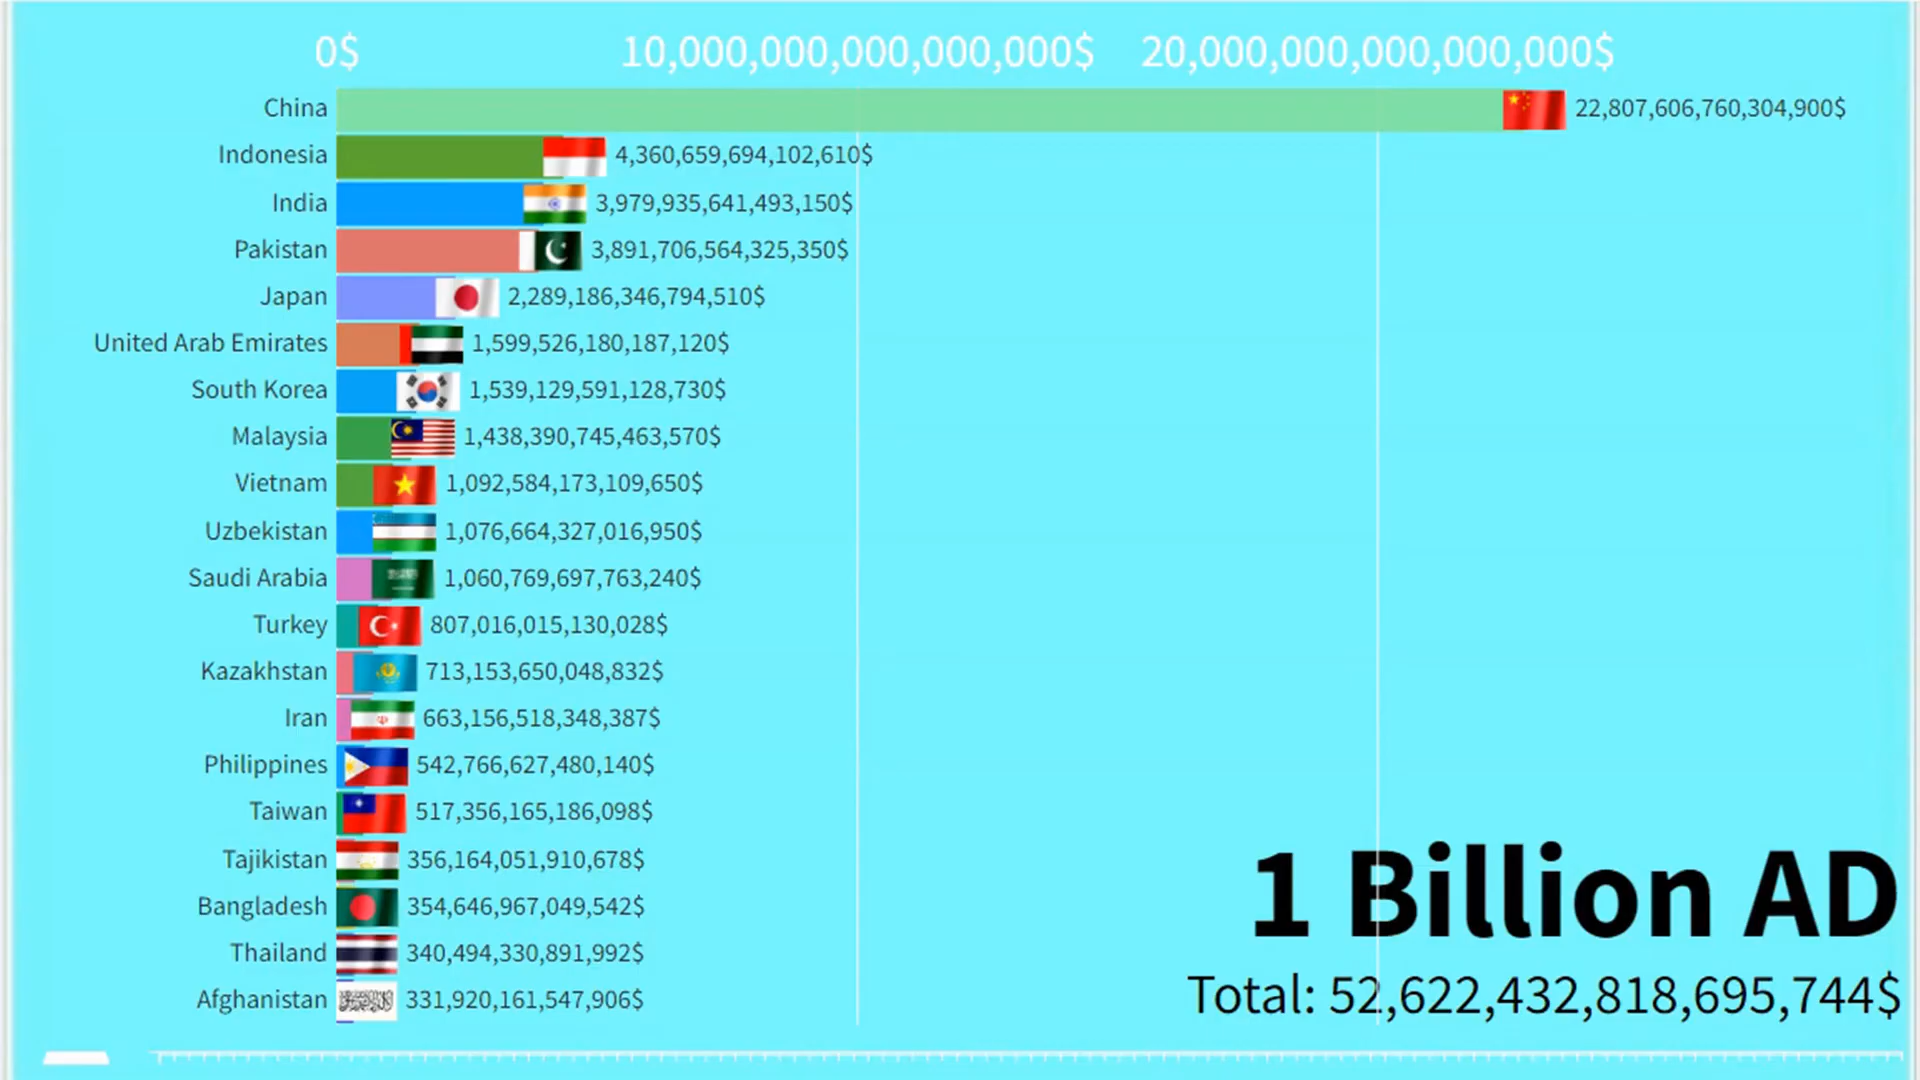 0$ 10,000,000,000,000,000$ 20,000,000,000,000,000$
China 22,807,606,760,304,900$
Indonesia 4,360,659,694,102,610$
India 3,979,935,641,493,150$
Pakistan 3,891,706,564,325,350$
Japan 2,289,186,346,794,510$
United Arab Emirates 1,599,526,180,187,120$
South Korea 1,539,129,591,128,730$
Malaysia 1,438,390,745,463,570$
Vietnam 1,092,584,173,109,650$
Uzbekistan 1,076,664,327,016,950$
Saudi Arabia 1,060,769,697,763,240$
Turkey 807,016,015,130,028$
Kazakhstan 713,153,650,048,832$
Iran 663,156,518,348,387$
Philippines 542,766,627,480,140$
Taiwan 517,356,165,186,098$
Tajikistan 356,164,051,910,678$
Bangladesh 354,646,967,049,542$
Thailand 340,494,330,891,992$
Afghanistan 331,920,161,547,906$
1 Billion AD
Total: 52,622,432,818,695,744$